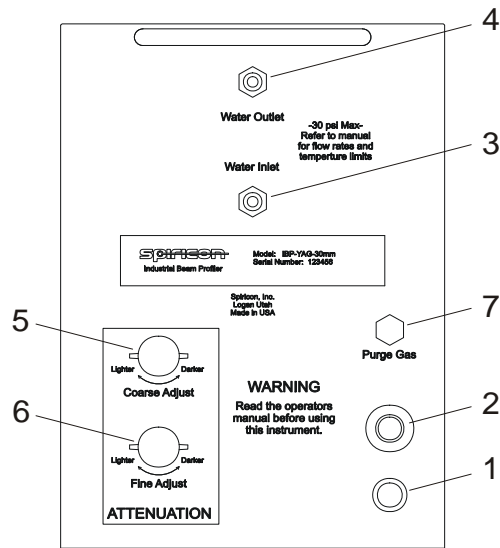 4
Water Outlet
-30 psi Max-
Refer to manual
for flow rates and
temperture limits
Water Inlet
3
spiricon
Industrial Beam Profiler
Model: IBP-YAG-30mm
Serial Number: 123456
Spiricon, Inc.
Logan Utah
Made in USA
5
Lighter
Darker
Coarse Adjust
7
Purge Gas
6
Lighter
Darker
Fine Adjust
ATTENUATION
WARNING
Read the operators
manual before using
this instrument.
2
1